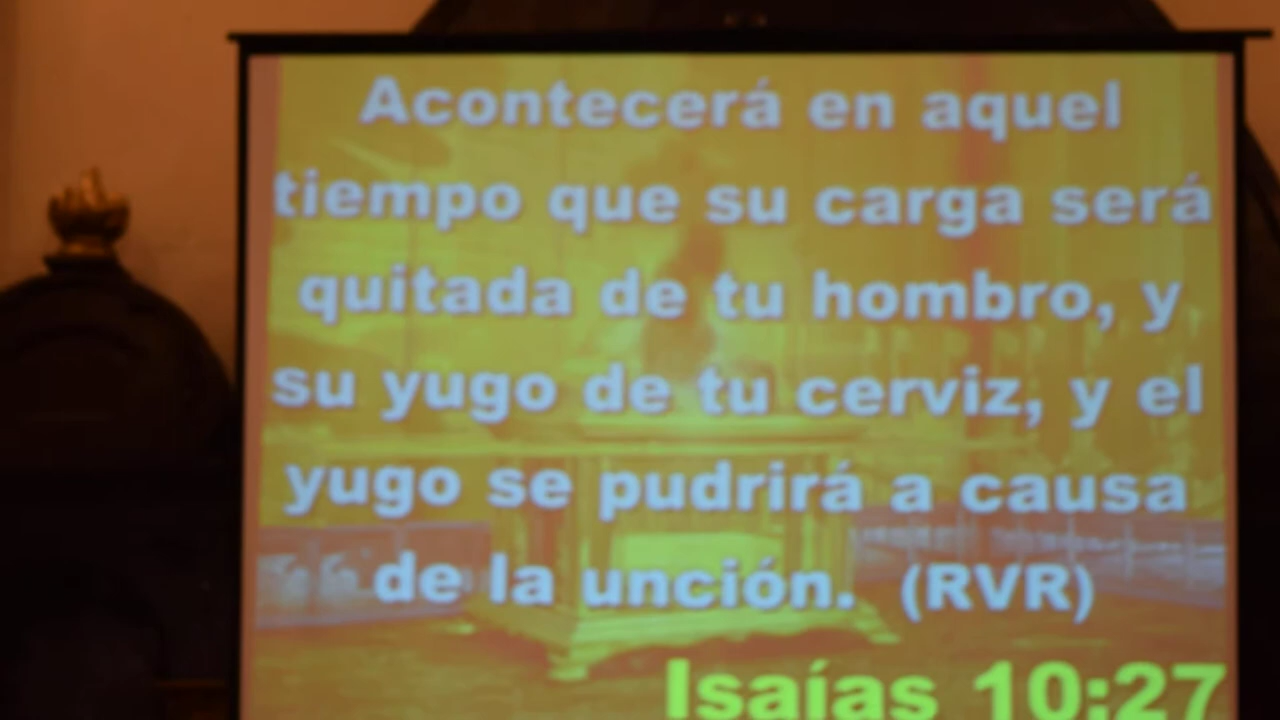 Acontecerá en aquel
tiempo que su carga será
quitada de tu hombro, y
su yugo de tu cerviz, y el
yugo se pudrirá a causa
de la unción. (RVR)
Isaías 10:27